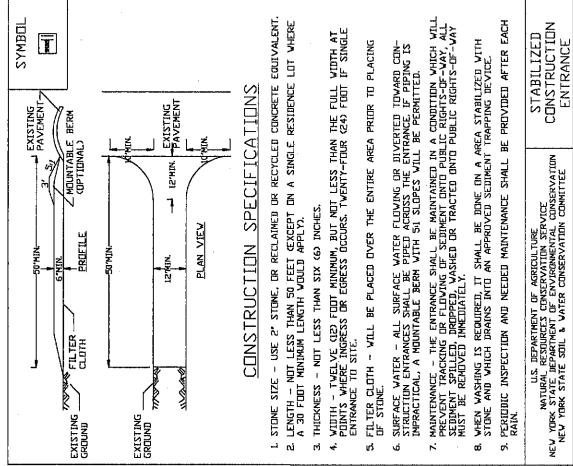 SYMBOL
EXISTING
PAVEMENT
50'MIN.
3'
5:1
MOUNTABLE BERM
(OPTIONAL)
6"MIN.
FILTER
CLOTH
PROFILE
EXISTING
GROUND
50'MIN.
EXISTING
PAVEMENT
12'MIN.
12'MIN.
EXISTING
GROUND
PLAN VIEW
CONSTRUCTION SPECIFICATIONS
1. STONE SIZE - USE 2" STONE, OR RECLAIMED OR RECYCLED CONCRETE EQUIVALENT.
2. LENGTH - NOT LESS THAN 50 FEET (EXCEPT ON A SINGLE RESIDENCE LOT WHERE
A 30 FOOT MINIMUM LENGTH WOULD APPLY).
3. THICKNESS - NOT LESS THAN SIX (6) INCHES.
4. WIDTH - TWELVE (12) FOOT MINIMUM, BUT NOT LESS THAN THE FULL WIDTH AT
POINTS WHERE INGRESS OR EGRESS OCCURS. TWENTY-FOUR (24) FOOT IF SINGLE
ENTRANCE TO SITE.
5. FILTER CLOTH - WILL BE PLACED OVER THE ENTIRE AREA PRIOR TO PLACING
OF STONE.
6. SURFACE WATER - ALL SURFACE WATER FLOWING OR DIVERTED TOWARD CON-
STRUCTION ENTRANCES SHALL BE PIPED ACROSS THE ENTRANCE. IF PIPING IS
IMPRACTICAL, A MOUNTABLE BERM WITH 5:1 SLOPES WILL BE PERMITTED.
7. MAINTENANCE - THE ENTRANCE SHALL BE MAINTAINED IN A CONDITION WHICH WILL
PREVENT TRACKING OR FLOWING OF SEDIMENT ONTO PUBLIC RIGHTS-OF-WAY, ALL
SEDIMENT SPILLED, DROPPED, WASHED OR TRACTED ONTO PUBLIC RIGHTS-OF-WAY
MUST BE REMOVED IMMEDIATELY.
8. WHEN WASHING IS REQUIRED, IT SHALL BE DONE ON A AREA STABILIZED WITH
STONE AND WHICH DRAINS INTO AN APPROVED SEDIMENT TRAPPING DEVICE.
9. PERIODIC INSPECTION AND NEEDED MAINTENANCE SHALL BE PROVIDED AFTER EACH
RAIN.
U.S. DEPARTMENT OF AGRICULTURE
NATURAL RESOURCES CONSERVATION SERVICE
NEW YORK STATE DEPARTMENT OF ENVIRONMENTAL CONSERVATION
NEW YORK STATE SOIL & WATER CONSERVATION COMMITTEE
STABILIZED
CONSTRUCTION
ENTRANCE